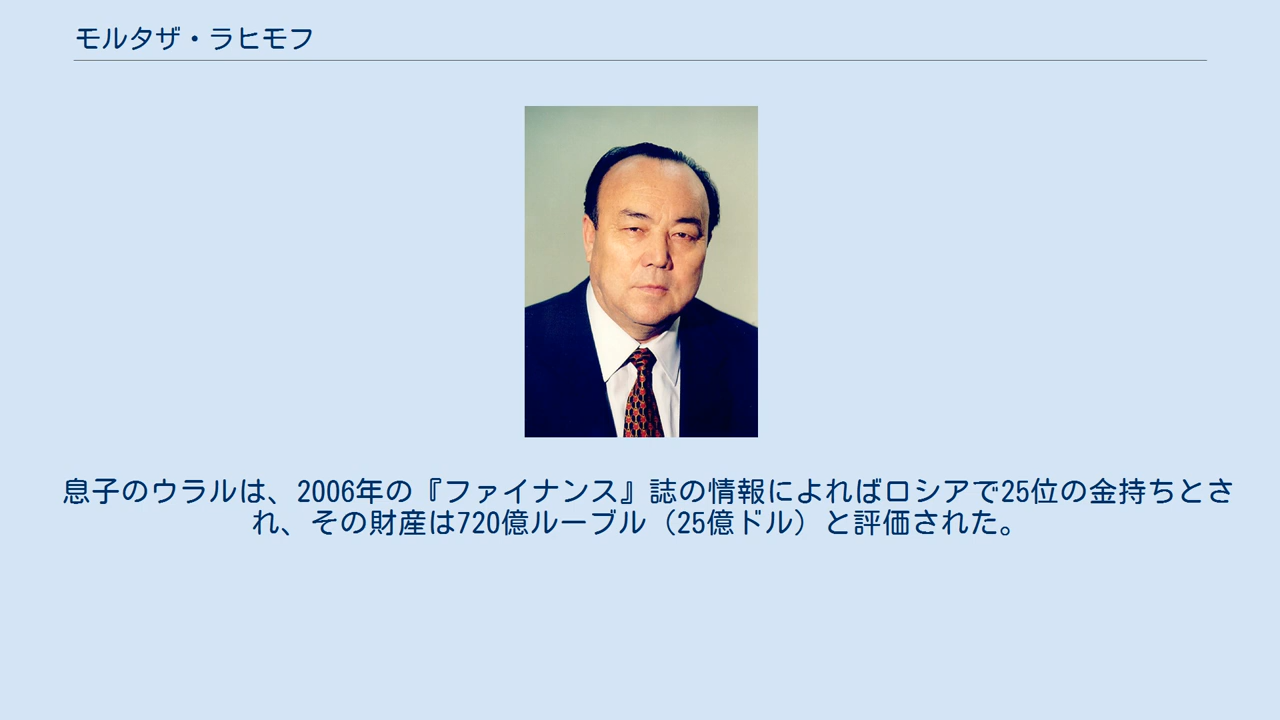 モルタザ・ラヒモフ
息子のウラルは、2006年の『ファイナンス』誌の情報によればロシアで25位の金持ちとさ
れ、その財産は720億ルーブル（25億ドル）と評価された。